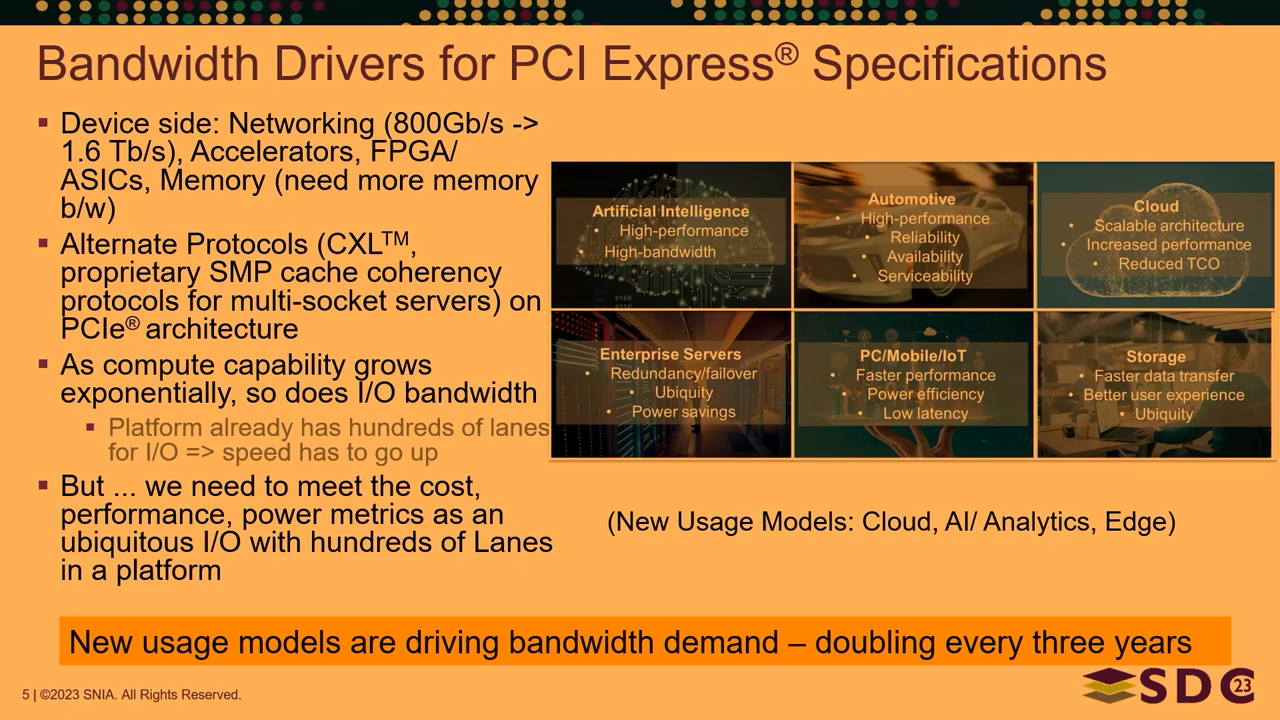 Bandwidth Drivers for PCI Express® Specifications
▪ Device side: Networking (800Gb/s ->
1.6 Tb/s), Accelerators, FPGA/
ASICs, Memory (need more memory
b/w)
▪ Alternate Protocols (CXL™,
proprietary SMP cache coherency
protocols for multi-socket servers) on
PCIe® architecture
▪ As compute capability grows
exponentially, so does I/O bandwidth
▪ Platform already has hundreds of lanes
for I/O => speed has to go up
▪ But ... we need to meet the cost,
performance, power metrics as an
ubiquitous I/O with hundreds of Lanes
in a platform
Artificial Intelligence
• High-performance
• High-bandwidth
Automotive
• High-performance
• Reliability
• Availability
• Serviceability
Cloud
• Scalable architecture
• Increased performance
• Reduced TCO
Enterprise Servers
• Redundancy/failover
• Ubiquity
• Power savings
PC/Mobile/IoT
• Faster performance
• Power efficiency
• Low latency
Storage
• Faster data transfer
• Better user experience
• Ubiquity
(New Usage Models: Cloud, AI/ Analytics, Edge)
New usage models are driving bandwidth demand – doubling every three years
5 | ©2023 SNIA. All Rights Reserved.
SDC 23